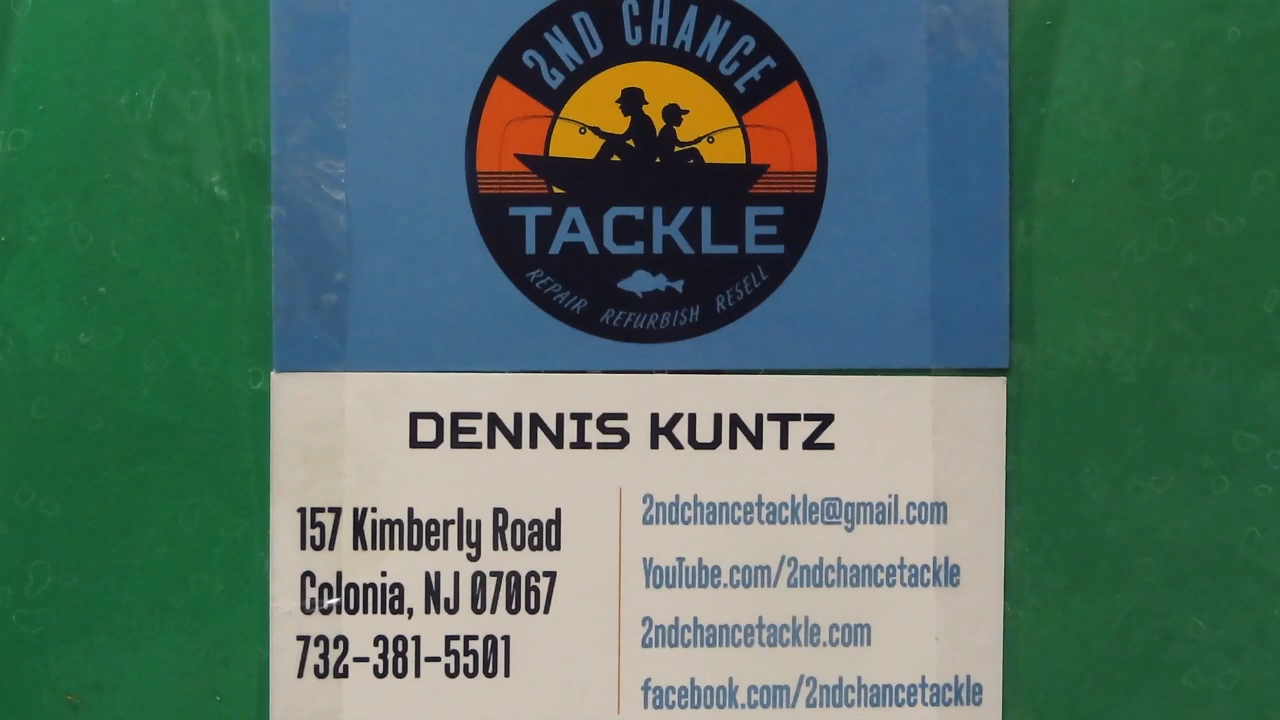 2ND CHANCE
TACKLE
REPAIR REFURBISH RESELL
DENNIS KUNTZ
157 Kimberly Road
Colonia, NJ 07067
732-381-5501
2ndchancetackle@gmail.com
YouTube.com/2ndchancetackle
2ndchancetackle.com
facebook.com/2ndchancetackle